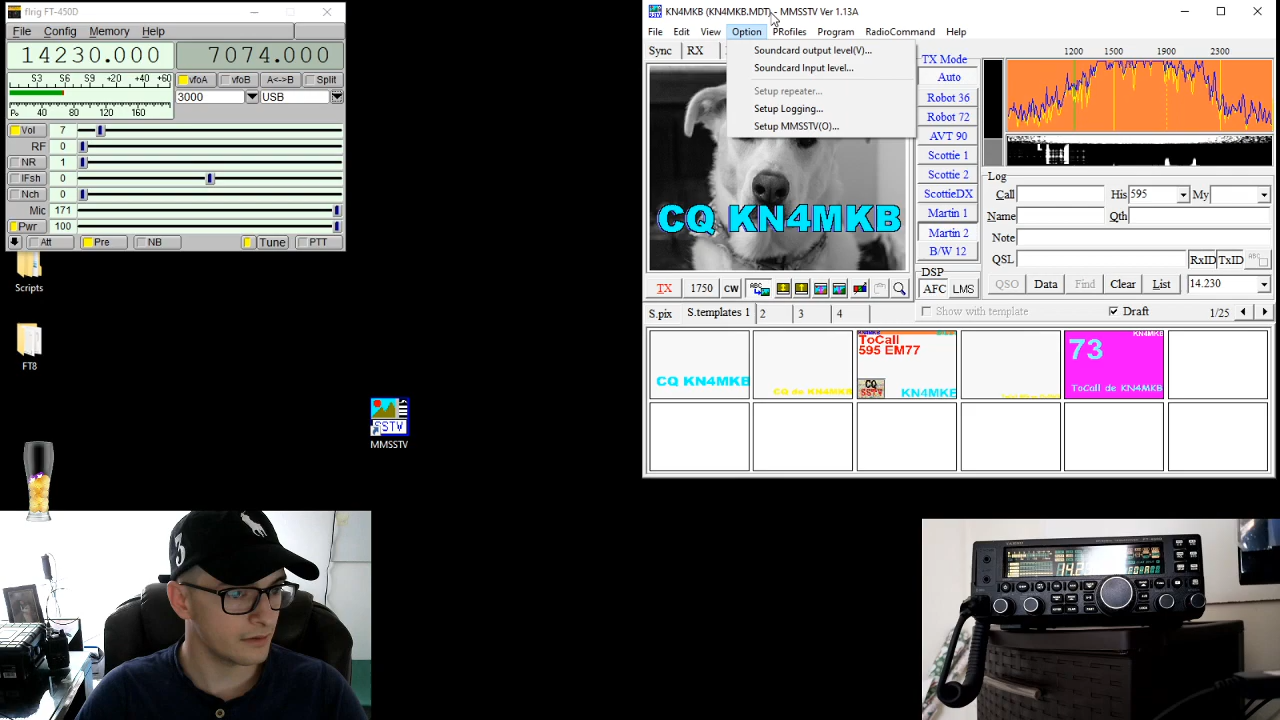 flrig FT-450D
File Config Memory Help
14230.000 7074.000
S3 S6 S9 +20 +40 +60
Po 40 80 120 160
vfoA vfoB A<->B Split
3000 USB
Vol 7
RF 0
NR 1
IFsh 0
Nch 0
Mic 171
Pwr 100
Att Pre NB Tune PTT
Scripts
FT8
SSTV
MMSSTV
KN4MKB (KN4MKB.MDT) - MMSSTV Ver 1.13A
File Edit View Option PRofiles Program RadioCommand Help
Sync RX
Soundcard output level(V)...
Soundcard Input level...
Setup repeater...
Setup Logging...
Setup MMSSTV(O)...
CQ KN4MKB
TX 1750 CW
TX Mode
Auto
Robot 36
Robot 72
AVT 90
Scottie 1
Scottie 2
ScottieDX
Martin 1
Martin 2
B/W 12
DSP
AFC LMS
1200 1500 1900 2300
Log
Call His 595 My
Name Qth
Note
QSL RxID TxID
QSO Data Find Clear List 14.230
S.pix S.templates 1 2 3 4
Show with template Draft 1/25
CQ KN4MKB
CQ de KN4MKB
ToCall
595 EM77
CQ
SSTV
KN4MKB
KN4MKB
73
ToCall de KN4MKB